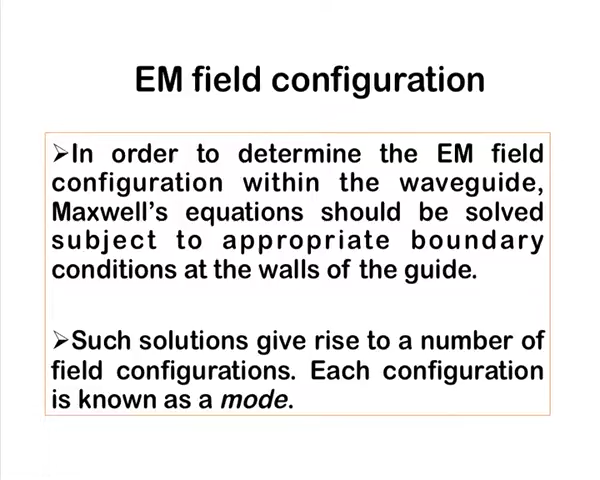 EM field configuration
➢In order to determine the EM field
configuration within the waveguide,
Maxwell's equations should be solved
subject to appropriate boundary
conditions at the walls of the guide.
➢Such solutions give rise to a number of
field configurations. Each configuration
is known as a mode.